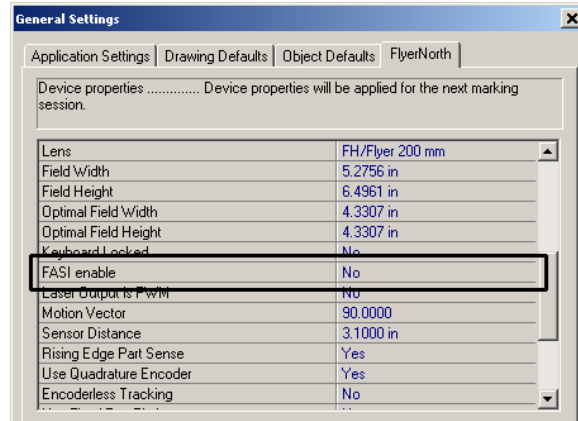 General Settings
Application Settings Drawing Defaults Object Defaults FlyerNorth
Device properties .............. Device properties will be applied for the next marking
session.
Lens FH/Flyer 200 mm
Field Width 5.2756 in
Field Height 6.4961 in
Optimal Field Width 4.3307 in
Optimal Field Height 4.3307 in
Keyboard Locked No
FASI enable No
Laser Output is PWM No
Motion Vector 90.0000
Sensor Distance 3.1000 in
Rising Edge Part Sense Yes
Use Quadrature Encoder Yes
Encoderless Tracking No